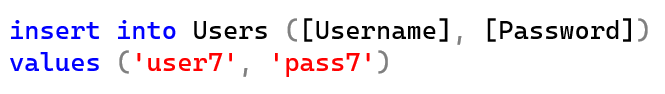 insert into Users ([Username], [Password])
values ('user7', 'pass7')